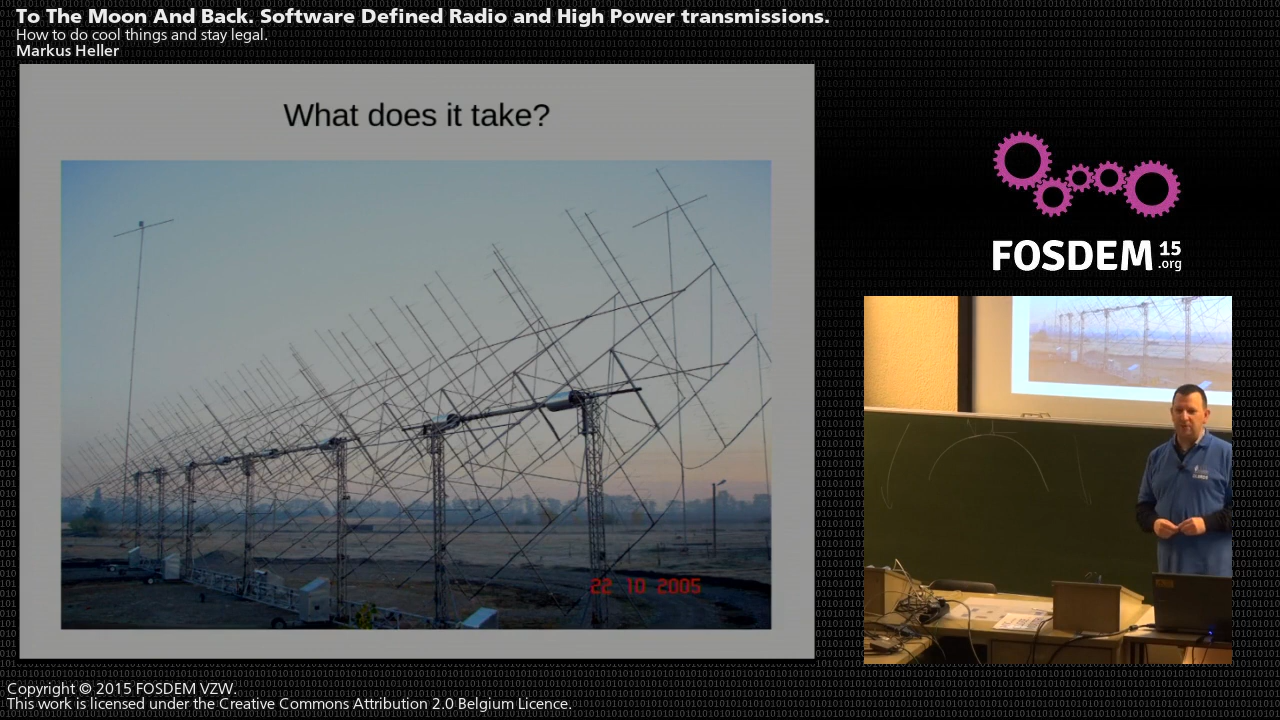 To The Moon And Back. Software Defined Radio and High Power transmissions.
How to do cool things and stay legal.
Markus Heller
What does it take?
22 10 2005
FOSDEM 15
.org
Copyright © 2015 FOSDEM VZW.
This work is licensed under the Creative Commons Attribution 2.0 Belgium Licence.